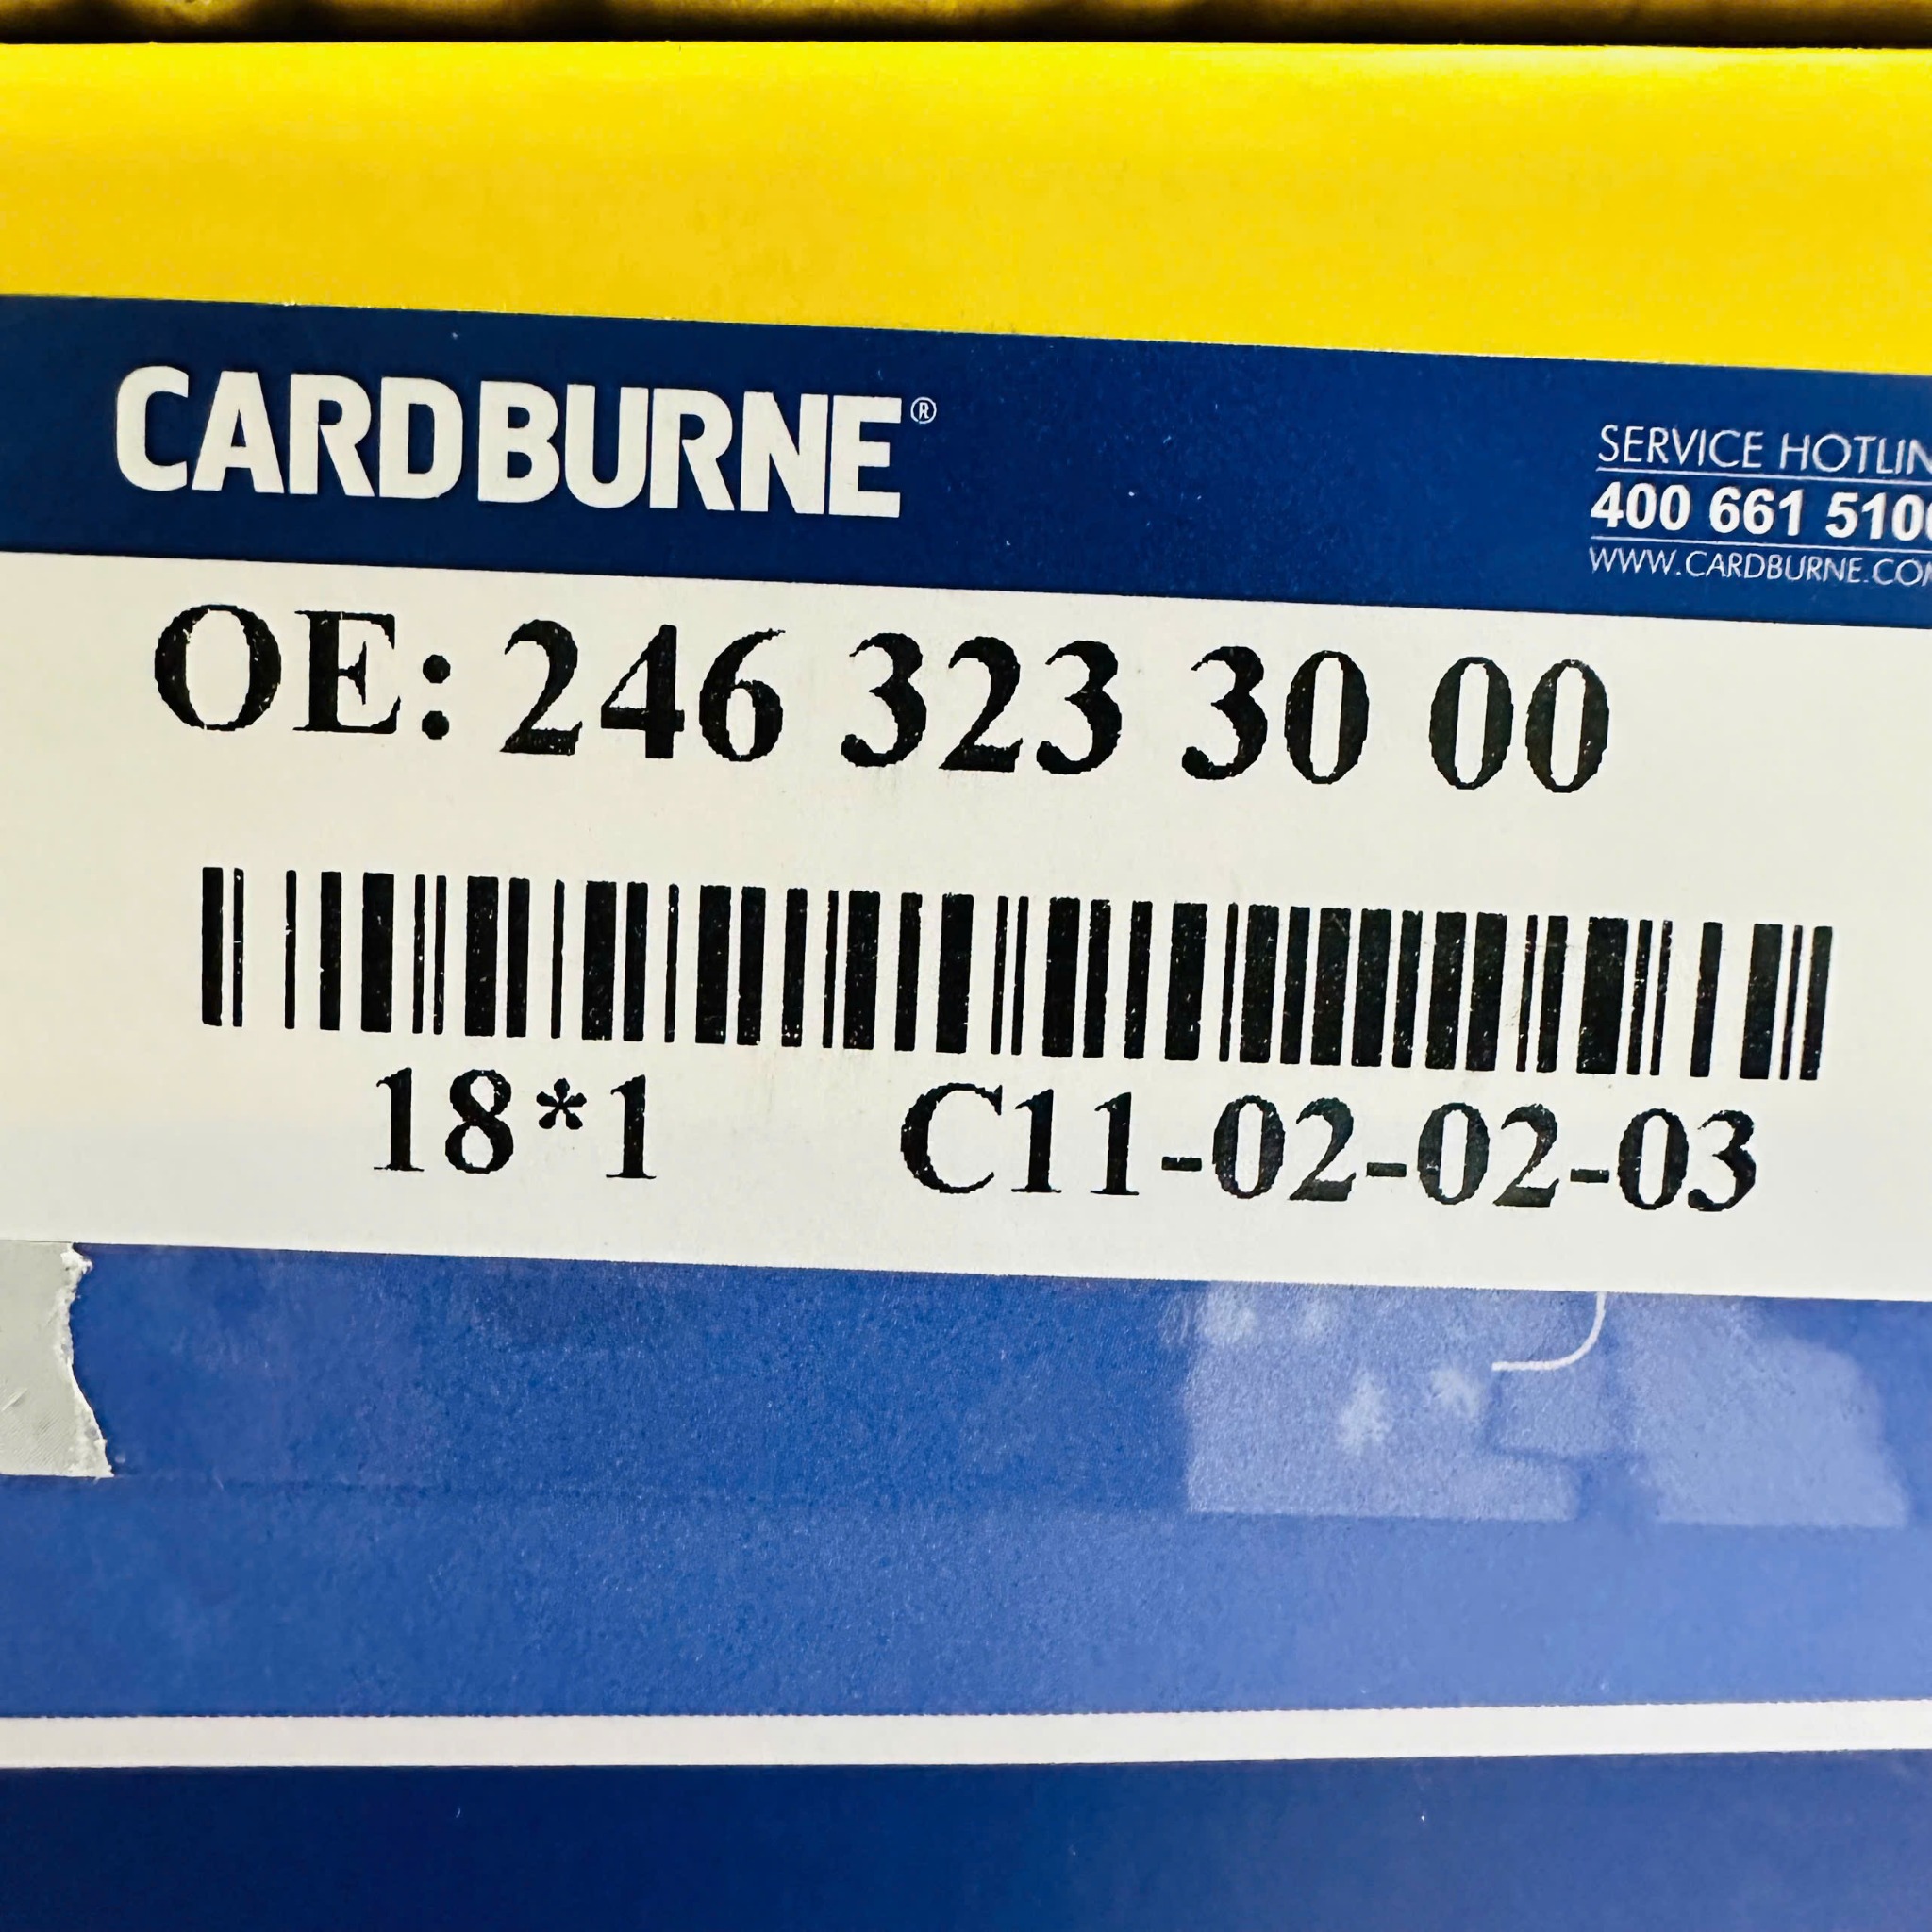 CARDBURNE®
SERVICE HOTLIN
400 661 510
WWW.CARDBURNE.CO
OE: 246 323 30 00
18*1 C11-02-02-03